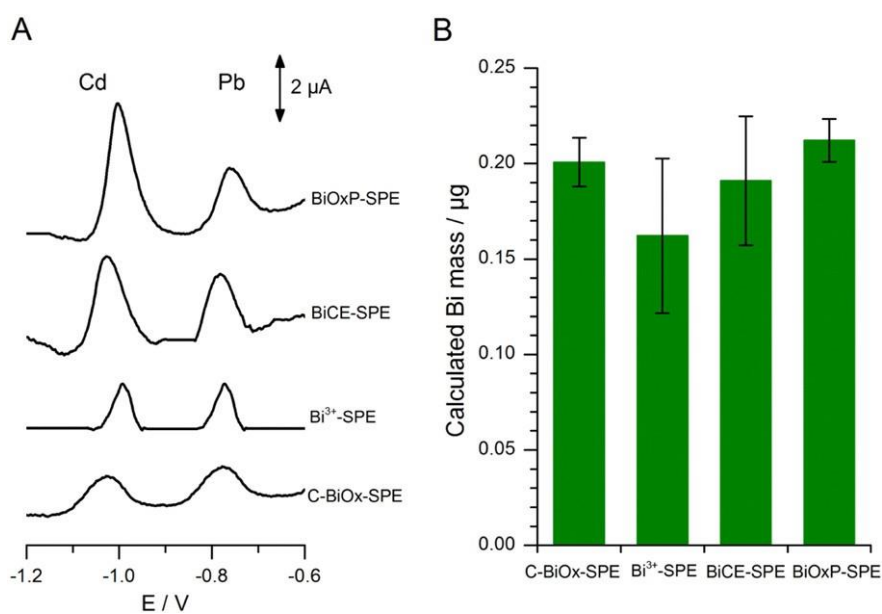 A
Cd
Pb
2 µA
BiOxP-SPE
BiCE-SPE
Bi³⁺-SPE
C-BiOx-SPE
-1.2 -1.0 -0.8 -0.6
E / V
B
Calculated Bi mass / µg
0.25
0.20
0.15
0.10
0.05
0.00
C-BiOx-SPE Bi³⁺-SPE BiCE-SPE BiOxP-SPE